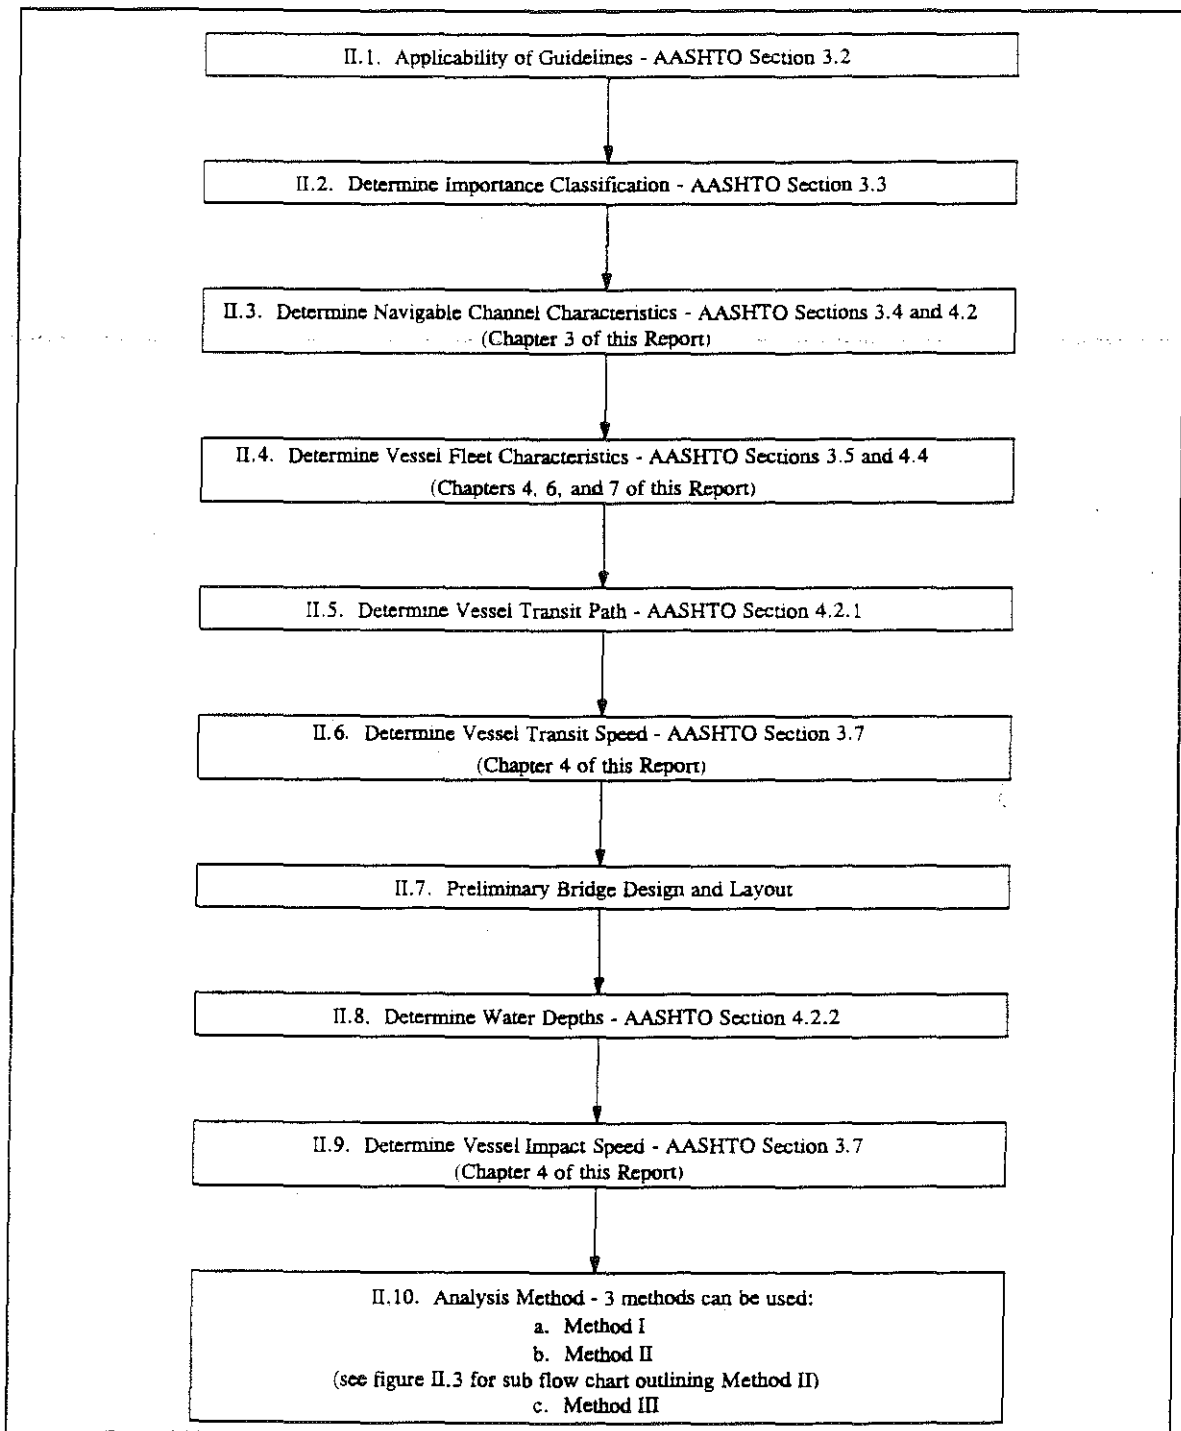 II.1. Applicability of Guidelines - AASHTO Section 3.2
II.2. Determine Importance Classification - AASHTO Section 3.3
II.3. Determine Navigable Channel Characteristics - AASHTO Sections 3.4 and 4.2
(Chapter 3 of this Report)
II.4. Determine Vessel Fleet Characteristics - AASHTO Sections 3.5 and 4.4
(Chapters 4, 6, and 7 of this Report)
II.5. Determine Vessel Transit Path - AASHTO Section 4.2.1
II.6. Determine Vessel Transit Speed - AASHTO Section 3.7
(Chapter 4 of this Report)
II.7. Preliminary Bridge Design and Layout
II.8. Determine Water Depths - AASHTO Section 4.2.2
II.9. Determine Vessel Impact Speed - AASHTO Section 3.7
(Chapter 4 of this Report)
II.10. Analysis Method - 3 methods can be used:
a. Method I
b. Method II
(see figure II.3 for sub flow chart outlining Method II)
c. Method III